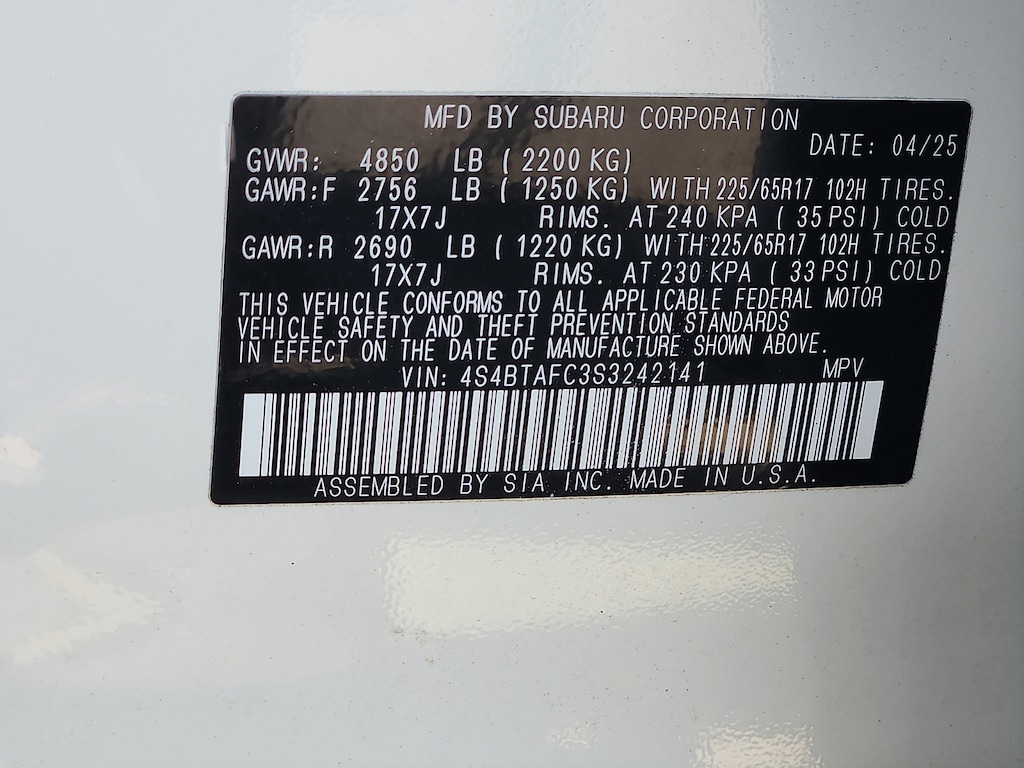 MFD BY SUBARU CORPORATION
DATE: 04/25
GVWR: 4850 LB (2200 KG)
GAWR:F 2756 LB (1250 KG) WITH 225/65R17 102H TIRES.
17X7J RIMS. AT 240 KPA (35 PSI) COLD
GAWR:R 2690 LB (1220 KG) WITH 225/65R17 102H TIRES.
17X7J RIMS. AT 230 KPA (33 PSI) COLD
THIS VEHICLE CONFORMS TO ALL APPLICABLE FEDERAL MOTOR
VEHICLE SAFETY AND THEFT PREVENTION STANDARDS
IN EFFECT ON THE DATE OF MANUFACTURE SHOWN ABOVE.
VIN: 4S4BTAFC3S3242141 MPV
ASSEMBLED BY SIA, INC. MADE IN U.S.A.